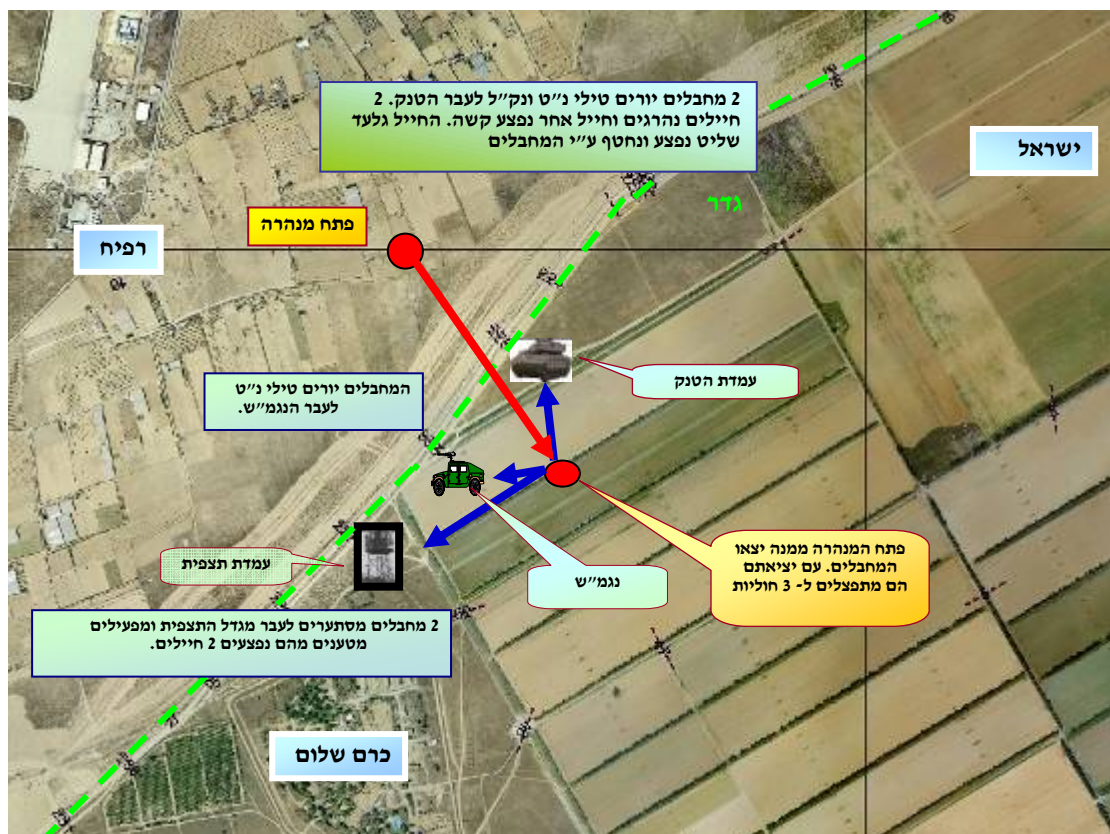 2 מחבלים יורים טילי נ״ט ונק״ל לעבר הטנק. 2
חיילים נהרגים וחייל אחר נפצע קשה. החייל גלעד
שליט נפצע ונחטף ע״י המחבלים
ישראל
גדר
פתח מנהרה
רפיח
עמדת הטנק
המחבלים יורים טילי נ״ט
לעבר הנגמ״ש.
פתח המנהרה ממנה יצאו
המחבלים. עם יציאתם
הם מתפצלים ל- 3 חוליות
עמדת תצפית
נגמ״ש
2 מחבלים מסתערים לעבר מגדל התצפית ומפעילים
מטענים מהם נפצעים 2 חיילים.
כרם שלום